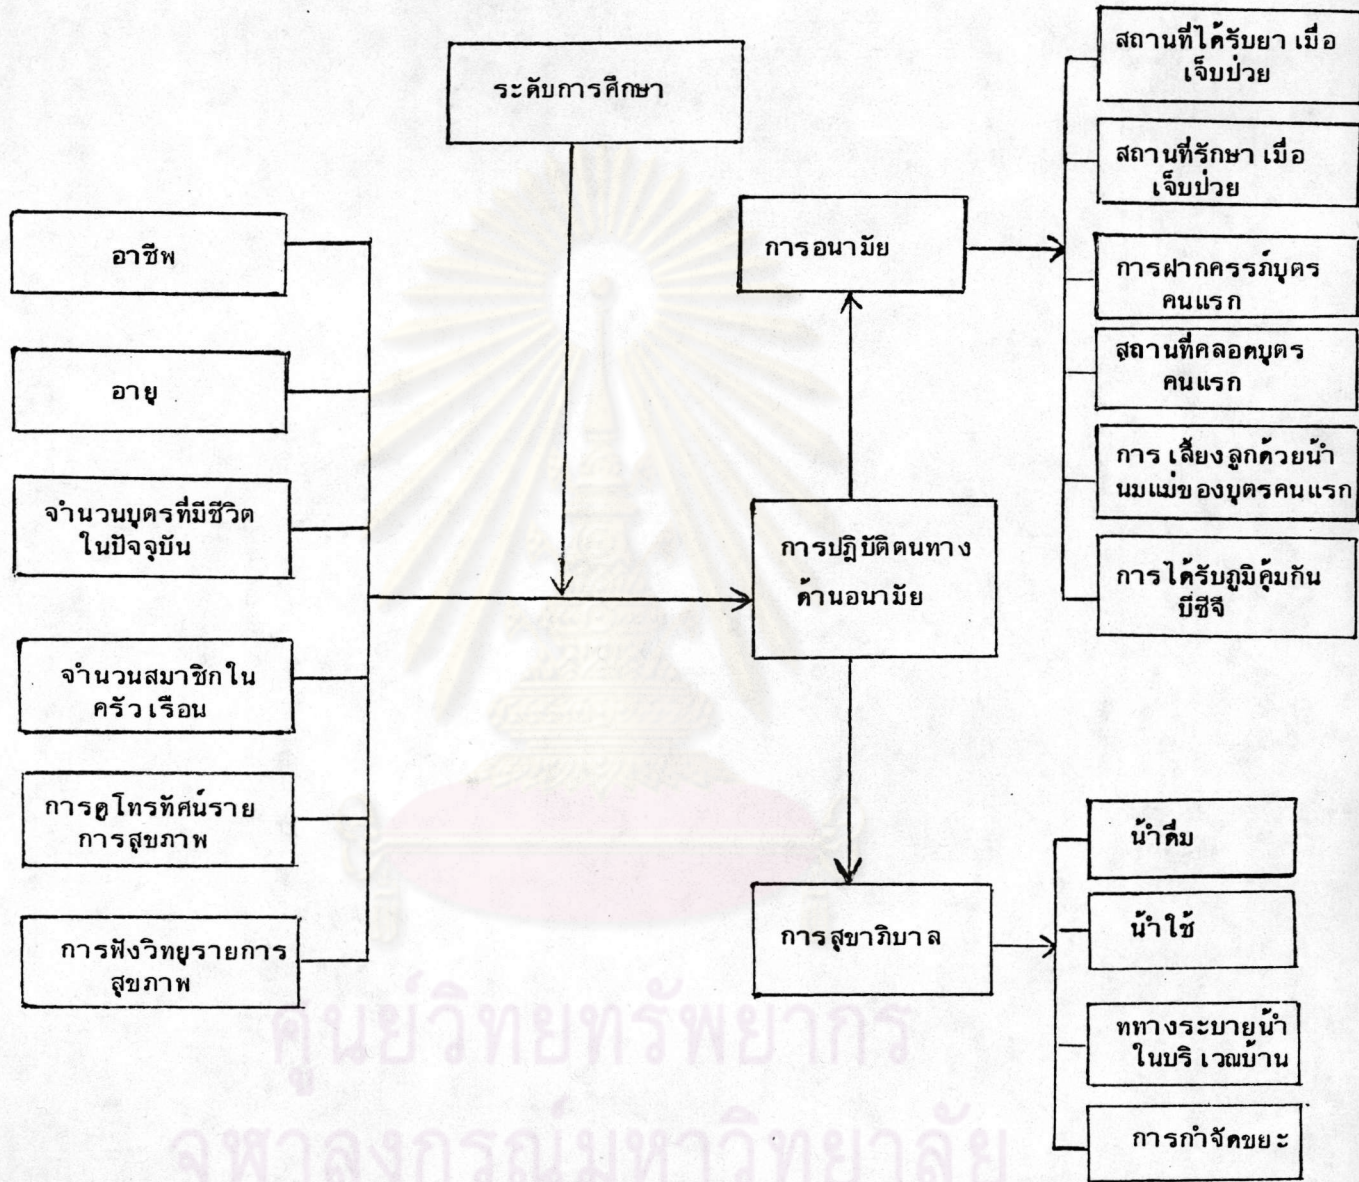 ระดับการศึกษา
อาชีพ
อายุ
จำนวนบุตรที่มีชีวิต
ในปัจจุบัน
จำนวนสมาชิกใน
ครัวเรือน
การดูโทรทัศน์ราย
การสุขภาพ
การฟังวิทยุรายการ
สุขภาพ
การปฏิบัติตนทาง
ด้านอนามัย
การอนามัย
สถานที่ได้รับยาเมื่อ
เจ็บป่วย
สถานที่รักษาเมื่อ
เจ็บป่วย
การฝากครรภ์บุตร
คนแรก
สถานที่คลอดบุตร
คนแรก
การเลี้ยงลูกด้วยน้ำ
นมแม่ของบุตรคนแรก
การได้รับภูมิคุ้มกัน
บีซีจี
การสุขาภิบาล
น้ำดื่ม
น้ำใช้
ททางระบายน้ำ
ในบริเวณบ้าน
การกำจัดขยะ
ศูนย์วิทยทรัพยากร
จุฬาลงกรณ์มหาวิทยาลัย